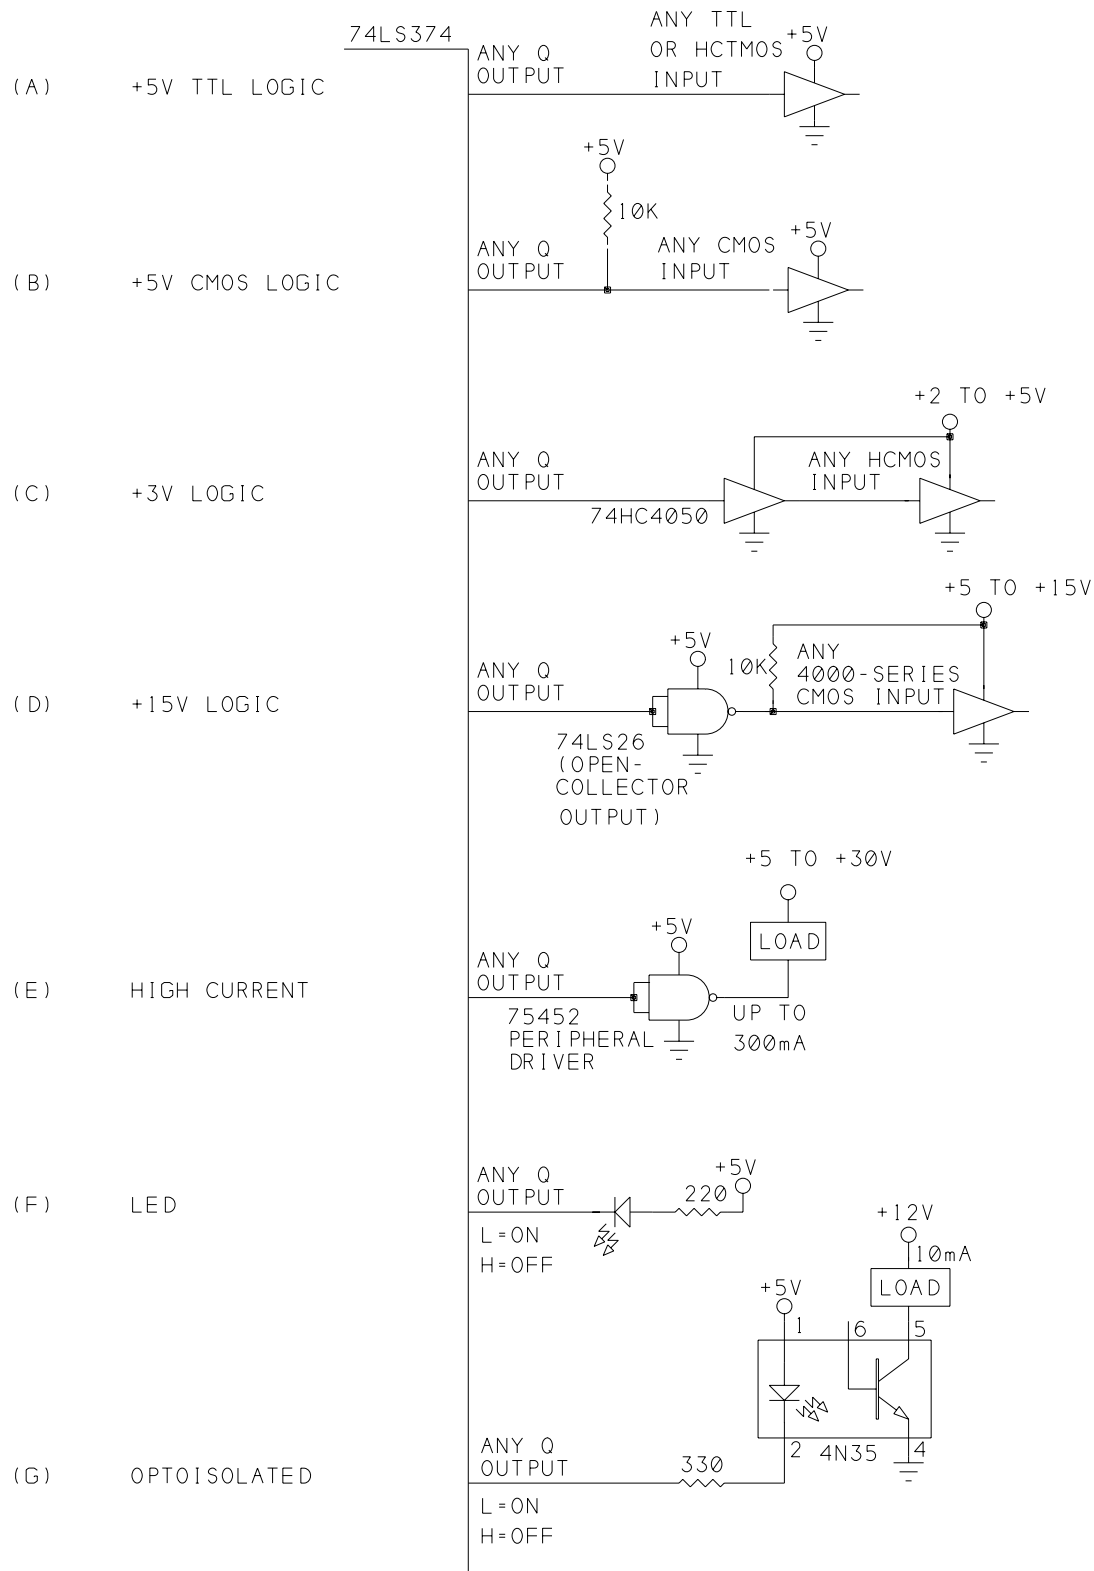 74LS374
(A) +5V TTL LOGIC
ANY Q
OUTPUT
ANY TTL
OR HCTMOS
INPUT
+5V
(B) +5V CMOS LOGIC
ANY Q
OUTPUT
+5V
10K
ANY CMOS
INPUT
+5V
(C) +3V LOGIC
ANY Q
OUTPUT
74HC4050
ANY HCMOS
INPUT
+2 TO +5V
(D) +15V LOGIC
ANY Q
OUTPUT
+5V
74LS26
(OPEN-
COLLECTOR
OUTPUT)
10K
ANY
4000-SERIES
CMOS INPUT
+5 TO +15V
(E) HIGH CURRENT
ANY Q
OUTPUT
75452
PERIPHERAL
DRIVER
+5V
+5 TO +30V
LOAD
UP TO
300mA
(F) LED
ANY Q
OUTPUT
L=ON
H=OFF
220
+5V
(G) OPTOISOLATED
ANY Q
OUTPUT
L=ON
H=OFF
330
+5V
1
2
4N35
6
5
4
+12V
10mA
LOAD